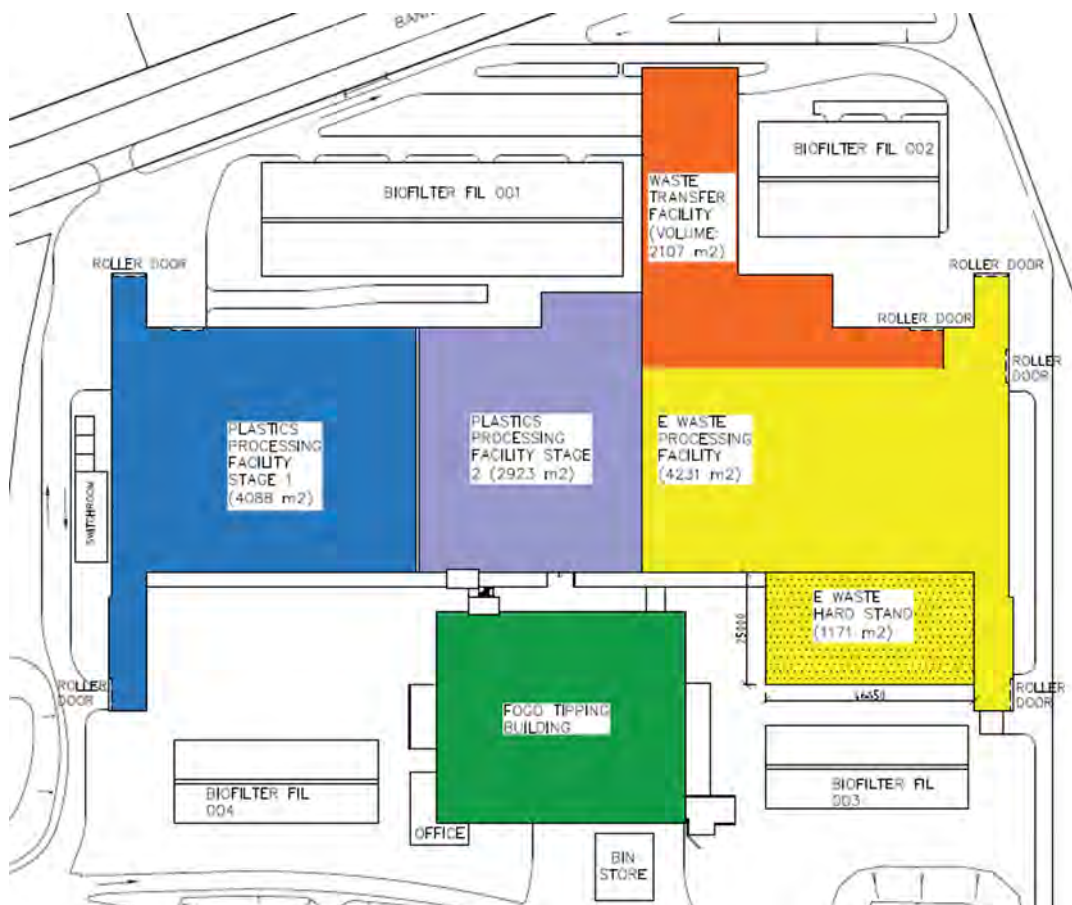 BIOFILTER FIL 002
BIOFILTER FIL 001
WASTE
TRANSFER
FACILITY
(VOLUME:
2107 m2)
ROLLER DOOR
ROLLER DOOR
ROLLER DOOR
ROLLER
DOOR
PLASTICS
PROCESSING
FACILITY
STAGE 1
(4088 m2)
PLASTICS
PROCESSING
FACILITY STAGE
2 (2923 m2)
E WASTE
PROCESSING
FACILITY
(4231 m2)
SWITCHROOM
E WASTE
HARD STAND
(1171 m2)
25000
ROLLER
DOOR
ROLLER
DOOR
FOGO TIPPING
BUILDING
BIOFILTER FIL
004
BIOFILTER FIL
003
OFFICE
BIN
STORE